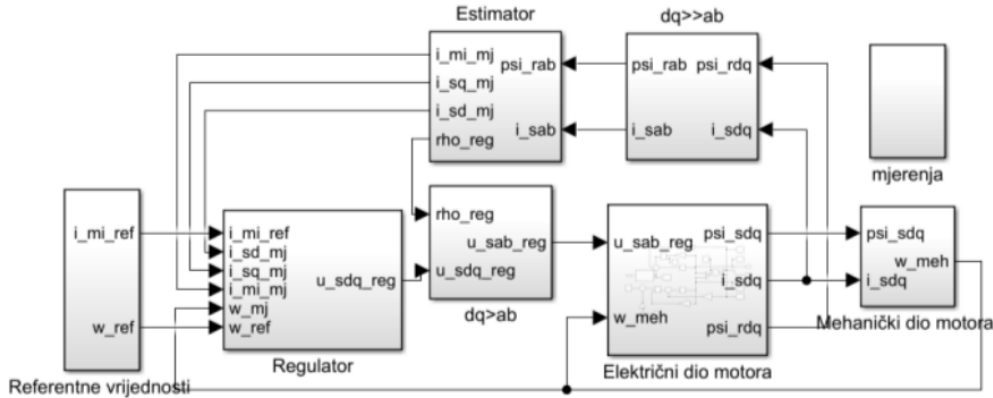 Estimator
dq>>ab
i_mi_mj
i_sq_mj
i_sd_mj
rho_reg
psi_rab
i_sab
psi_rab
psi_rdq
i_sab
i_sdq
mjerenja
i_mi_ref
w_ref
Referentne vrijednosti
i_mi_ref
i_sd_mj
i_sq_mj
i_mi_mj
w_mj
w_ref
u_sdq_reg
Regulator
rho_reg
u_sab_reg
u_sdq_reg
dq>ab
u_sab_reg
w_meh
psi_sdq
i_sdq
psi_rdq
Električni dio motora
psi_sdq
w_meh
i_sdq
Mehanički dio motora